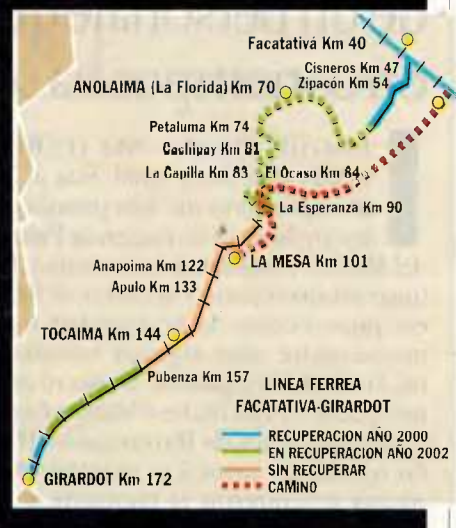 Facatativá Km 40
Cisneros Km 47
Zipacón Km 54
ANOLAIMA (La Florida) Km 70
Petaluma Km 74
Cachipay Km 81
La Capilla Km 83
El Ocaso Km 84
La Esperanza Km 90
LA MESA Km 101
Anapoima Km 122
Apulo Km 133
TOCAIMA Km 144
Pubenza Km 157
GIRARDOT Km 172
LINEA FERREA
FACATATIVA-GIRARDOT
RECUPERACION AÑO 2000
EN RECUPERACION AÑO 2002
SIN RECUPERAR
CAMINO